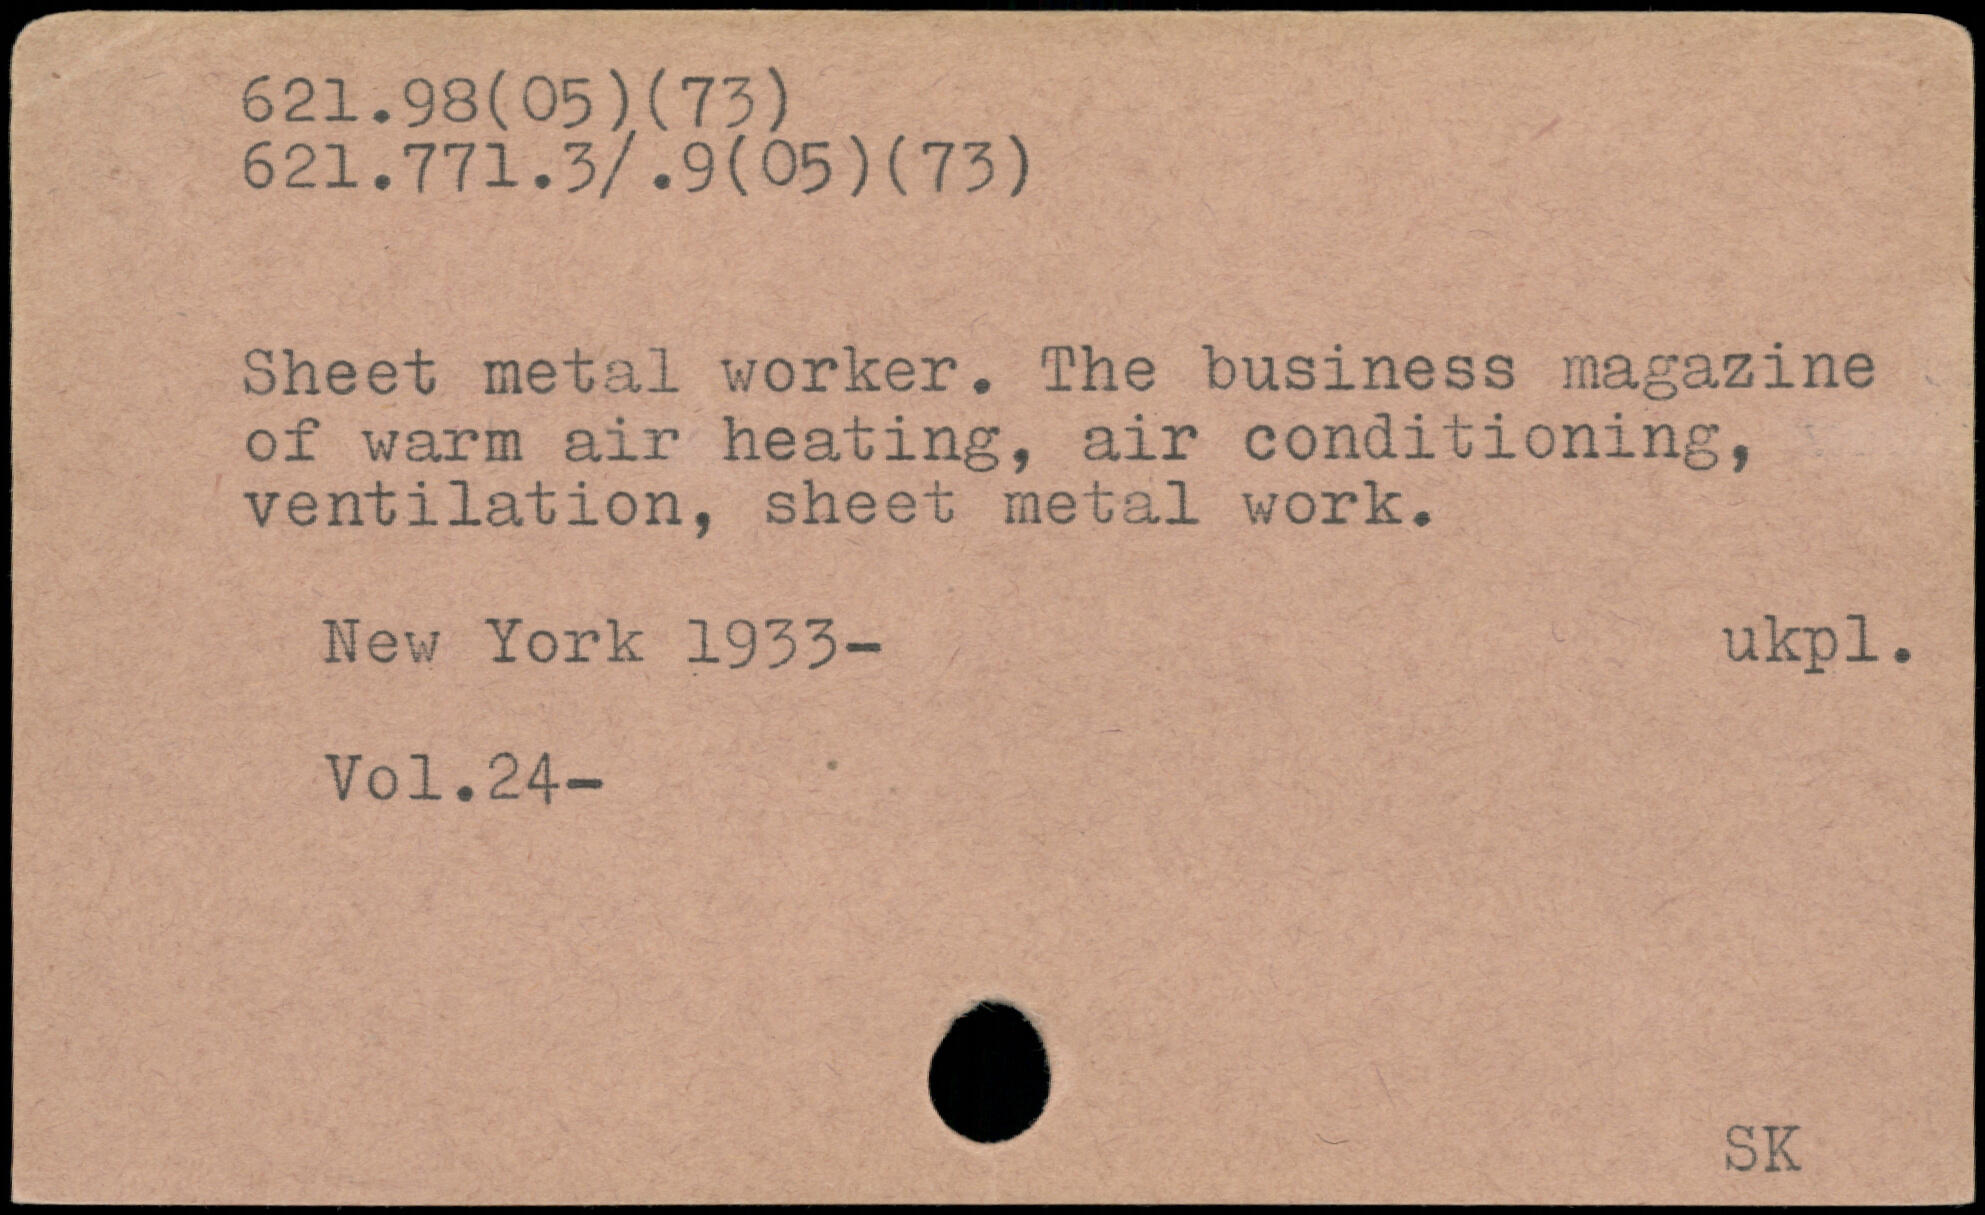 621.98(05)(73)
621.771.3/.9(05)(73)
Sheet metal worker. The business magazine
of warm air heating, air conditioning,
ventilation, sheet metal work.
New York 1933-
ukpl.
Vol.24-
SK